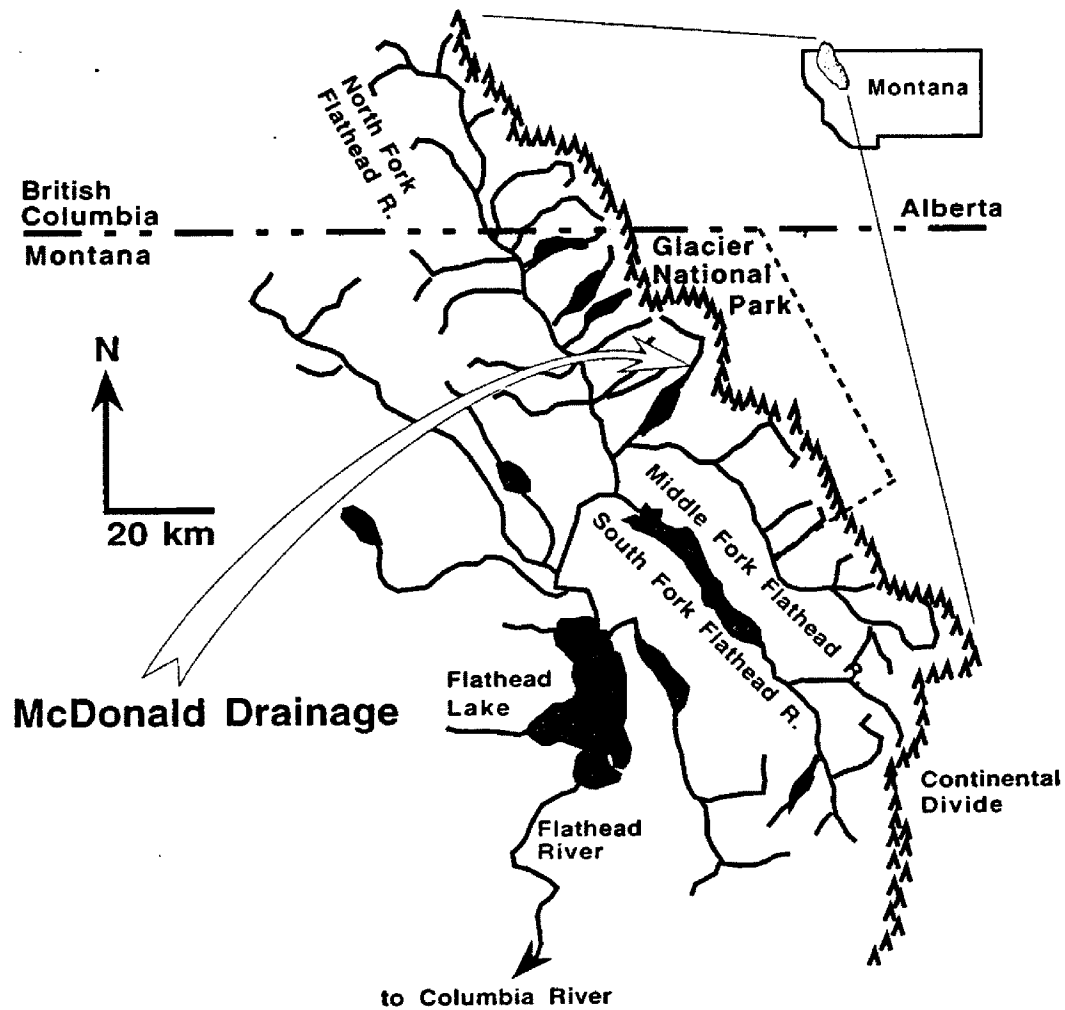 North Fork
Flathead R.
Montana
British
Columbia
Alberta
Montana
Glacier
National
Park
N
20 km
Middle Fork Flathead R.
South Fork Flathead R.
McDonald Drainage
Flathead
Lake
Continental
Divide
Flathead
River
to Columbia River